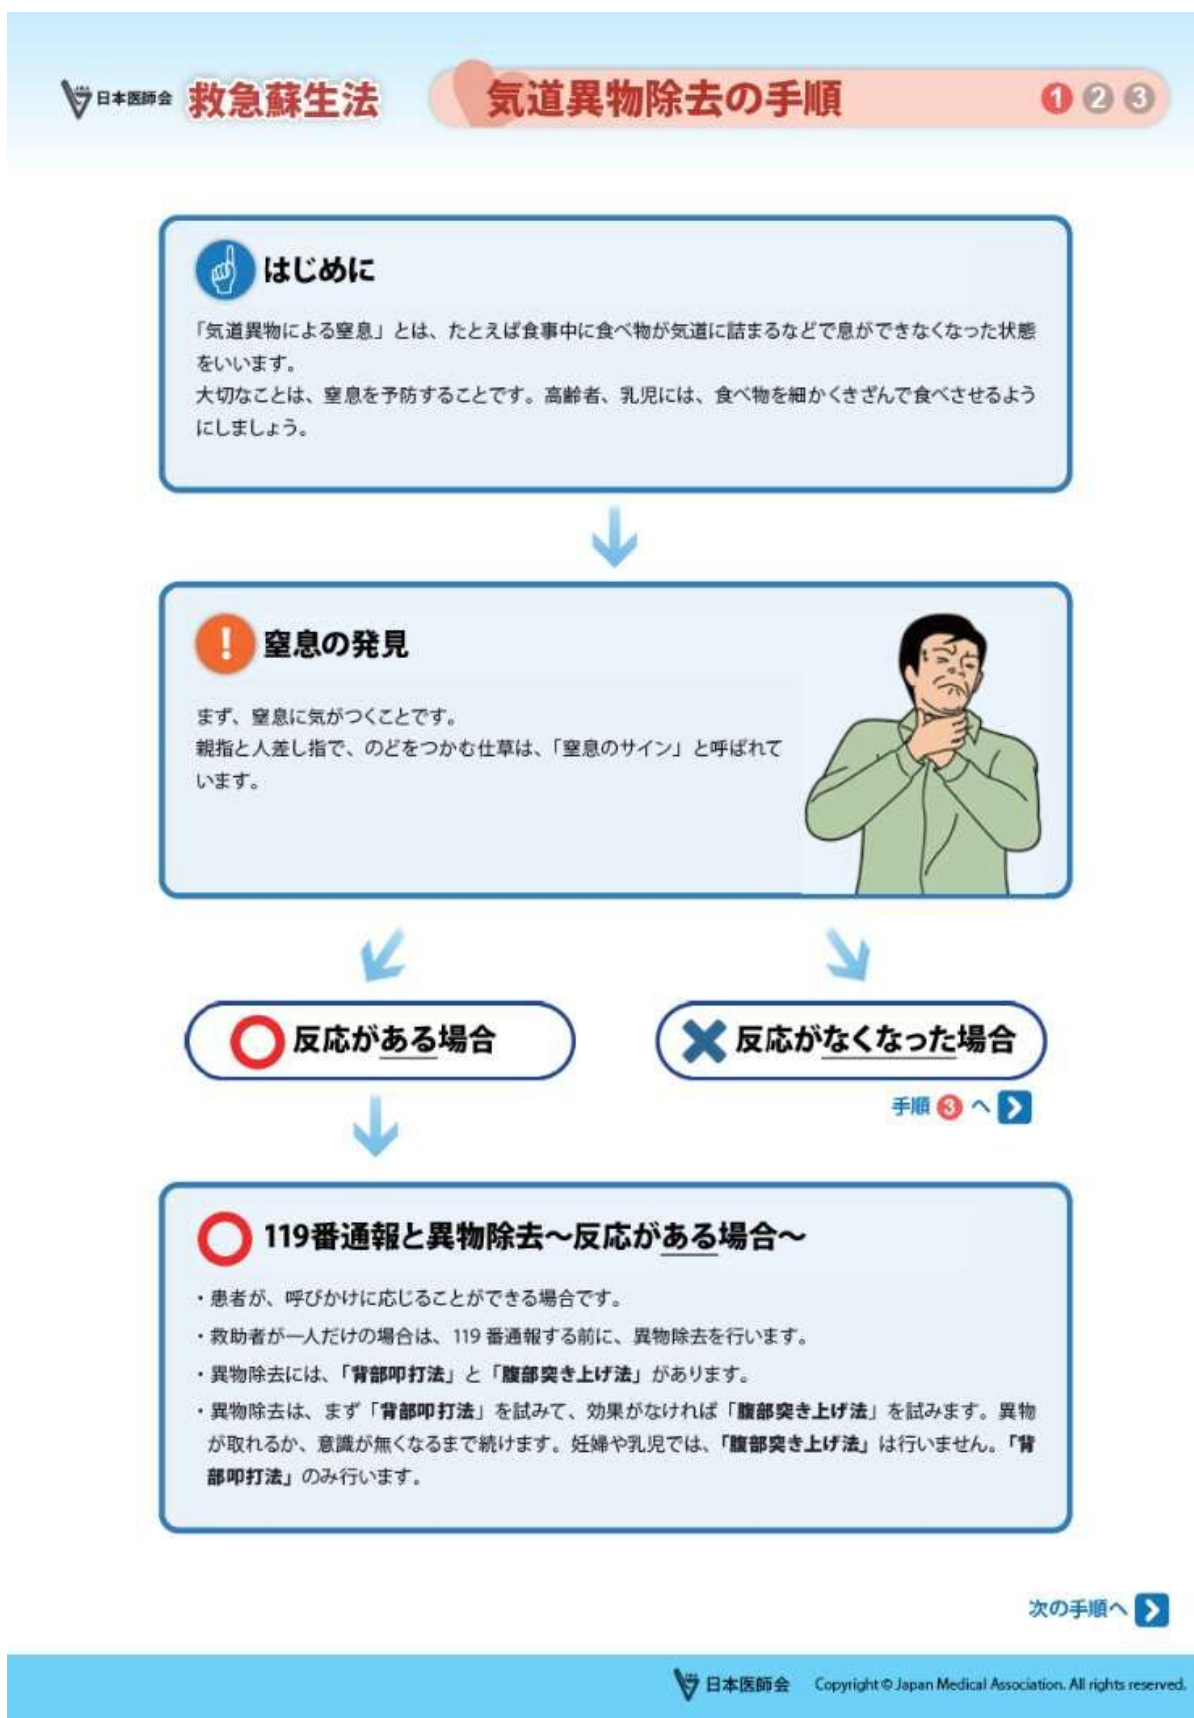 日本医師会 救急蘇生法 気道異物除去の手順 1 2 3
はじめに
「気道異物による窒息」とは、たとえば食事中に食べ物が気道に詰まるなどで息ができなくなった状態
をいいます。
大切なことは、窒息を予防することです。高齢者、乳児には、食べ物を細かくきざんで食べさせるよう
にしましょう。
! 窒息の発見
まず、窒息に気がつくことです。
親指と人差し指で、のどをつかむ仕草は、「窒息のサイン」と呼ばれて
います。
反応がある場合
反応がなくなった場合
手順 3 へ
119番通報と異物除去～反応がある場合～
・患者が、呼びかけに応じることができる場合です。
・救助者が一人だけの場合は、119 番通報する前に、異物除去を行います。
・異物除去には、「背部叩打法」と「腹部突き上げ法」があります。
・異物除去は、まず「背部叩打法」を試みて、効果がなければ「腹部突き上げ法」を試みます。異物
が取れるか、意識が無くなるまで続けます。妊婦や乳児では、「腹部突き上げ法」は行いません。「背
部叩打法」のみ行います。
次の手順へ
日本医師会 Copyright © Japan Medical Association. All rights reserved.